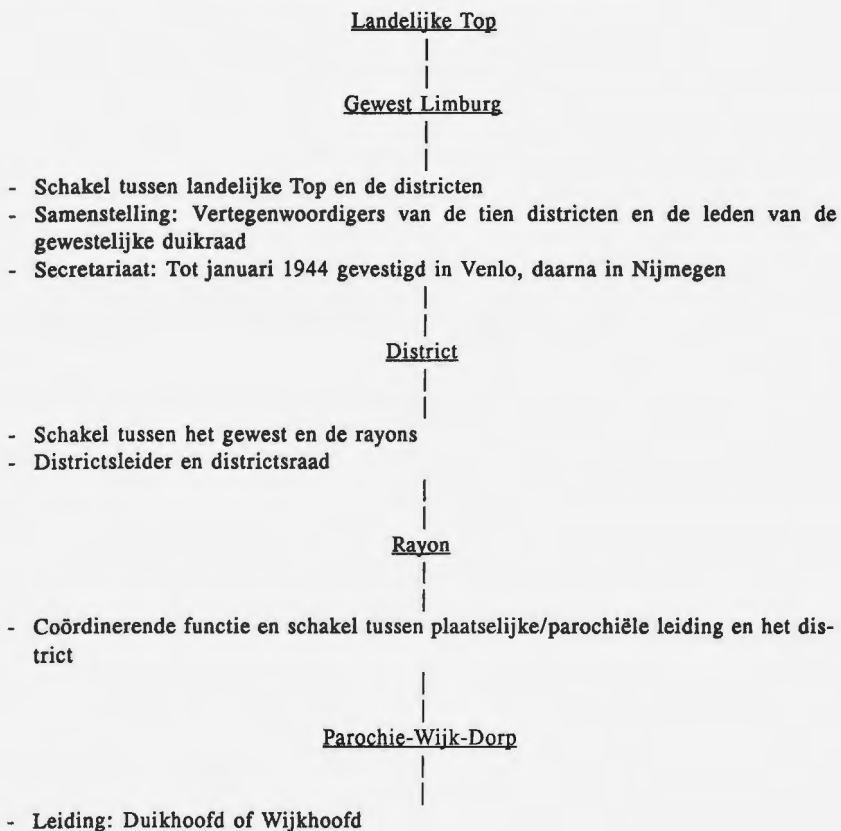 Landelijke Top
Gewest Limburg
- Schakel tussen landelijke Top en de districten
- Samenstelling: Vertegenwoordigers van de tien districten en de leden van de
gewestelijke duikraad
- Secretariaat: Tot januari 1944 gevestigd in Venlo, daarna in Nijmegen
District
- Schakel tussen het gewest en de rayons
- Districtsleider en districtsraad
Rayon
- Coördinerende functie en schakel tussen plaatselijke/parochiële leiding en het dis-
trict
Parochie-Wijk-Dorp
- Leiding: Duikhoofd of Wijkhoofd